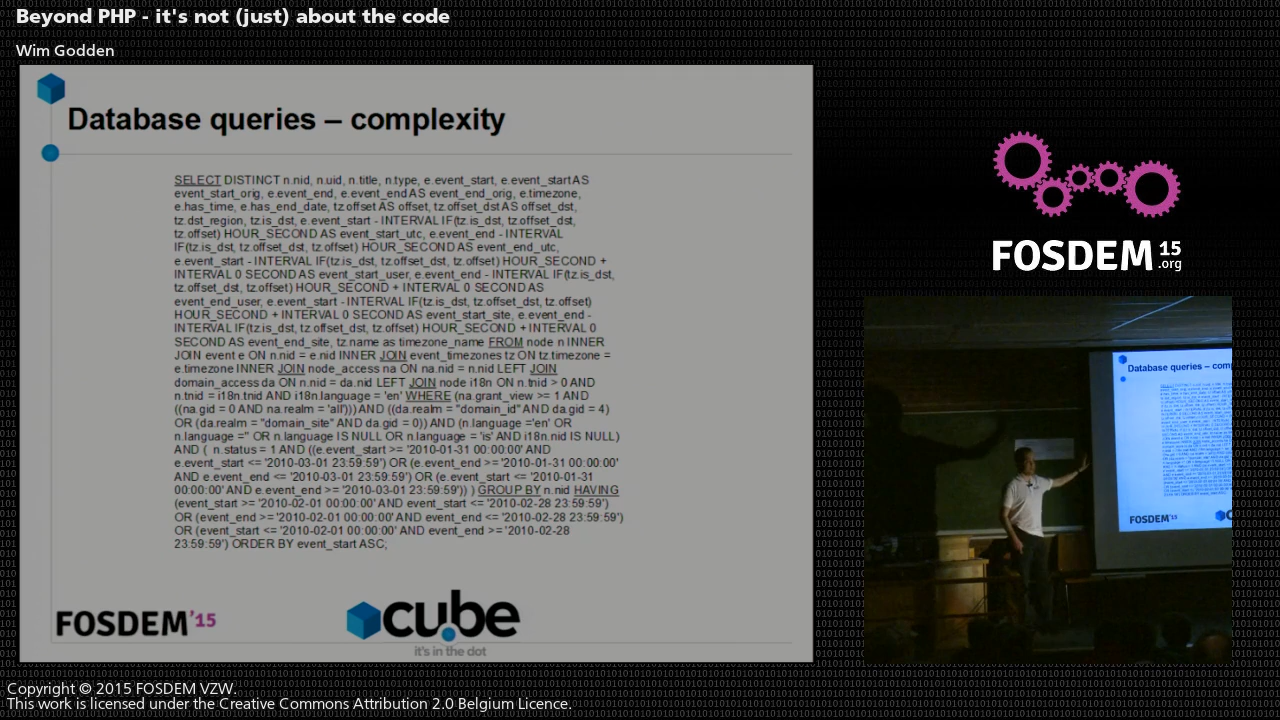 Beyond PHP - it's not (just) about the code
Wim Godden
Database queries – complexity
SELECT DISTINCT n.nid, n.uid, n.title, n.type, e.event_start, e.event_start AS
event_start_orig, e.event_end, e.event_end AS event_end_orig, e.timezone,
e.has_time, e.has_end_date, tz.offset AS offset, tz.offset_dst AS offset_dst,
tz.dst_region, tz.is_dst, e.event_start - INTERVAL IF(tz.is_dst, tz.offset_dst,
tz.offset) HOUR_SECOND AS event_start_utc, e.event_end - INTERVAL
IF(tz.is_dst, tz.offset_dst, tz.offset) HOUR_SECOND AS event_end_utc,
e.event_start - INTERVAL IF(tz.is_dst, tz.offset_dst, tz.offset) HOUR_SECOND +
INTERVAL 0 SECOND AS event_start_user, e.event_end - INTERVAL IF(tz.is_dst,
tz.offset_dst, tz.offset) HOUR_SECOND + INTERVAL 0 SECOND AS
event_end_user, e.event_start - INTERVAL IF(tz.is_dst, tz.offset_dst, tz.offset)
HOUR_SECOND + INTERVAL 0 SECOND AS event_start_site, e.event_end -
INTERVAL IF(tz.is_dst, tz.offset_dst, tz.offset) HOUR_SECOND + INTERVAL 0
SECOND AS event_end_site, tz.name as timezone_name FROM node n INNER
JOIN event e ON n.nid = e.nid INNER JOIN event_timezones tz ON tz.timezone =
e.timezone INNER JOIN node_access na ON na.nid = n.nid LEFT JOIN
domain_access da ON n.nid = da.nid LEFT JOIN node i18n ON n.tnid > 0 AND
n.tnid = i18n.tnid AND i18n.language = 'en' WHERE (na.grant_view >= 1 AND
((na.gid = 0 AND na.realm = 'all'))) AND ((da.realm = "domain_id" AND da.gid = 4)
OR (da.realm = "domain_site" AND da.gid = 0)) AND (n.language ='en' OR
n.language ='' OR n.language IS NULL OR n.language = 'is' AND i18n.nid IS NULL)
AND ( n.status = 1 AND ((e.event_start >= '2010-01-31 00:00:00' AND
e.event_start <= '2010-03-01 23:59:59') OR (e.event_end >= '2010-01-31 00:00:00'
AND e.event_end <= '2010-03-01 23:59:59') OR (e.event_start <= '2010-01-31
00:00:00' AND e.event_end >= '2010-03-01 23:59:59')) ) GROUP BY n.nid HAVING
(event_start >= '2010-02-01 00:00:00' AND event_start <= '2010-02-28 23:59:59')
OR (event_end >= '2010-02-01 00:00:00' AND event_end <= '2010-02-28 23:59:59')
OR (event_start <= '2010-02-01 00:00:00' AND event_end >= '2010-02-28
23:59:59') ORDER BY event_start ASC;
FOSDEM'15
cu.be
it's in the dot
FOSDEM 15
.org
Database queries – comp
FOSDEM'15
Copyright © 2015 FOSDEM VZW.
This work is licensed under the Creative Commons Attribution 2.0 Belgium Licence.